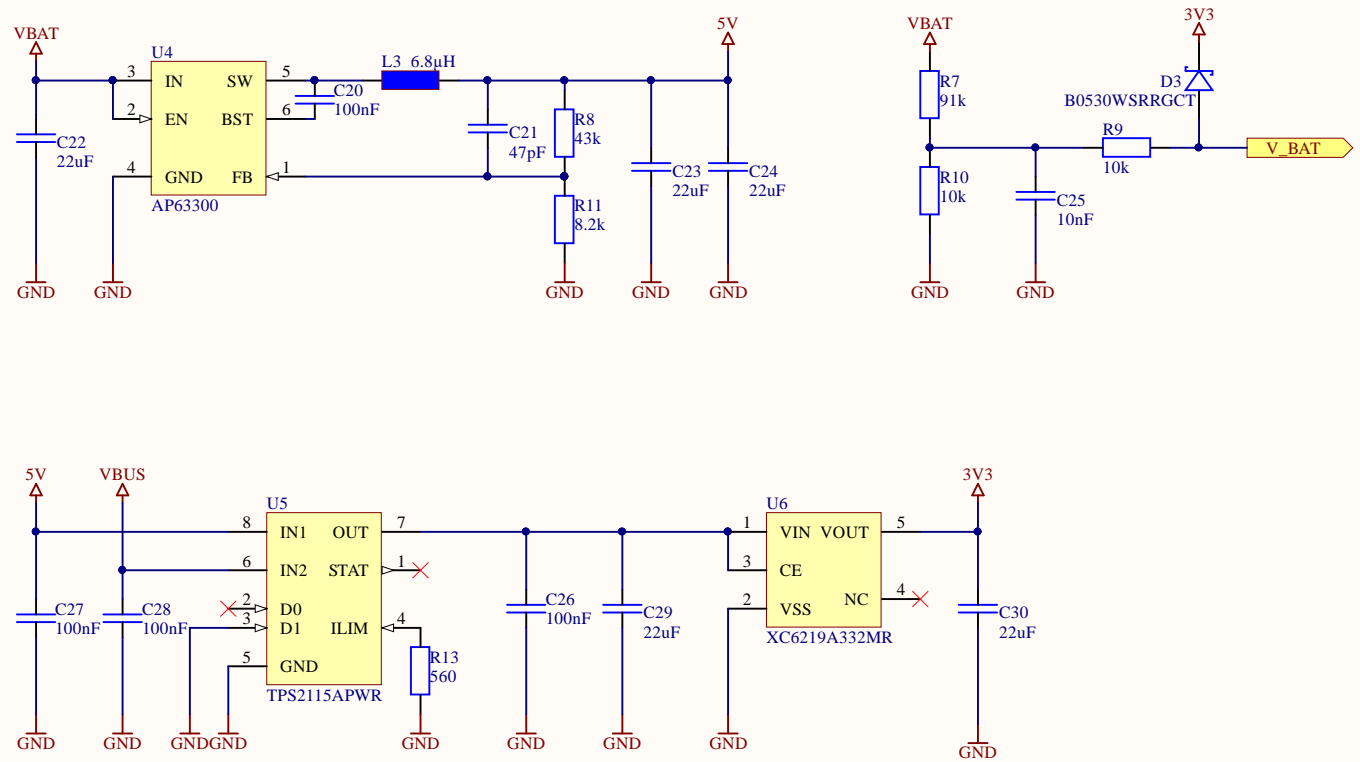 VBAT
U4
3 IN SW 5
2 EN BST 6
4 GND FB 1
AP63300
C22
22uF
GND
GND
C20
100nF
L3 6.8µH
C21
47pF
R8
43k
R11
8.2k
GND
C23
22uF
GND
5V
C24
22uF
GND
VBAT
R7
91k
R10
10k
GND
C25
10nF
GND
R9
10k
3V3
D3
B0530WSRRGCT
V_BAT
5V
VBUS
C27
100nF
GND
C28
100nF
GND
U5
8 IN1 OUT 7
6 IN2 STAT 1
2 D0
3 D1 ILIM 4
5 GND
TPS2115APWR
GND
GND
R13
560
GND
C26
100nF
GND
C29
22uF
GND
U6
1 VIN VOUT 5
3 CE
2 VSS NC 4
XC6219A332MR
GND
3V3
C30
22uF
GND